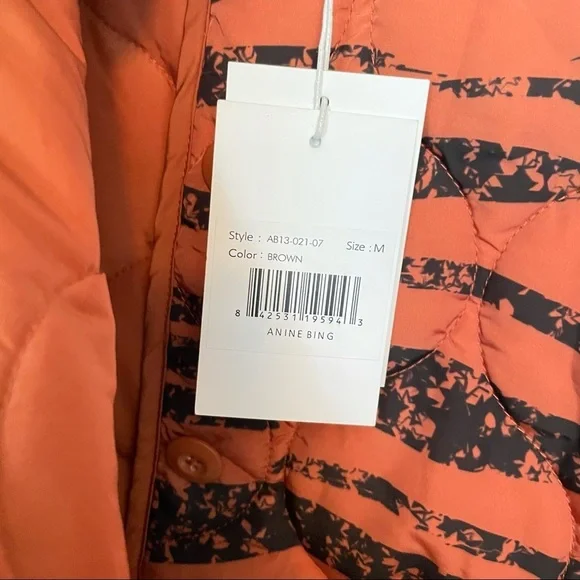 Style : AB13-021-07 Size : M
Color : BROWN
8 42531 19594 3
ANINE BING